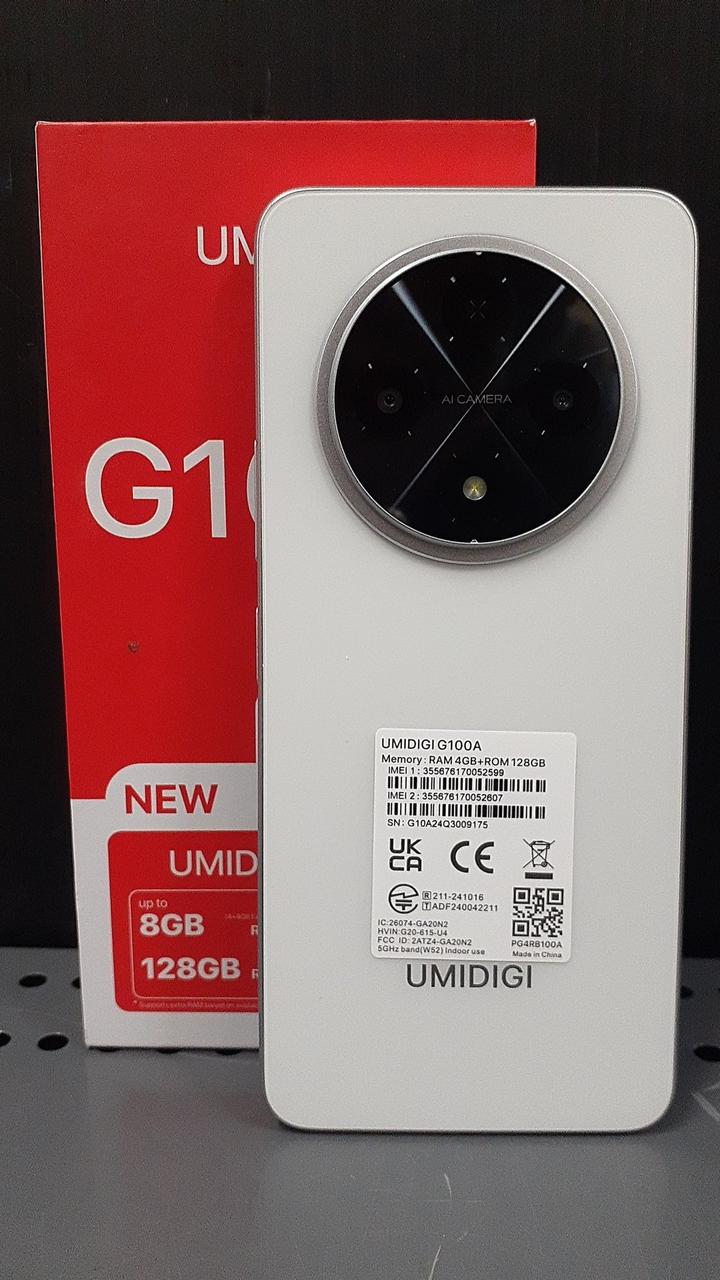 UM
G10
NEW
UMID
up to
8GB
R
128GB
R
AI CAMERA
UMIDIGI G100A
Memory: RAM 4GB+ROM 128GB
IMEI 1: 355676170052599
IMEI 2: 355676170052607
SN: G10A24Q3009175
UK
CA
CE
R 211-241016
T ADF240042211
IC:26074-GA20N2
HVIN:G20-615-U4
FCC ID: 2ATZ4-GA20N2
5GHz band(W52) Indoor use
PG4RB100A
Made in China
UMIDIGI